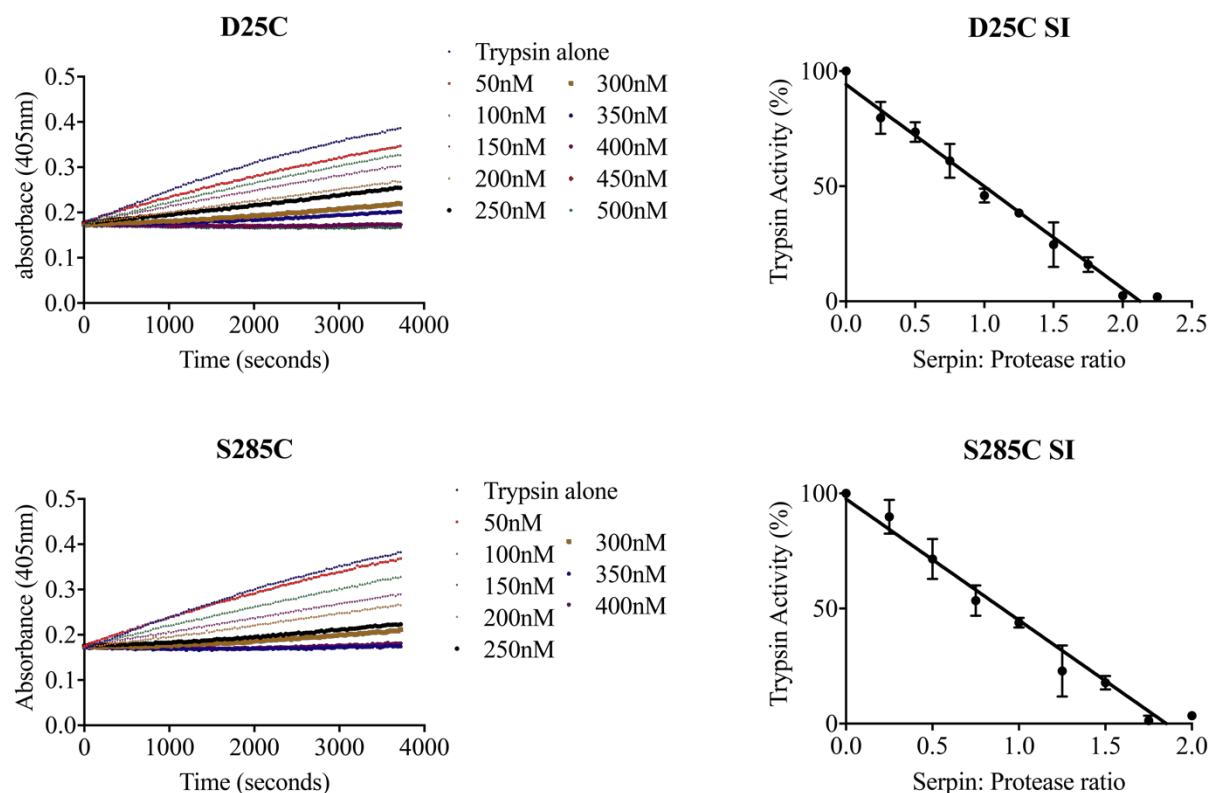 D25C
absorbace (405nm)
0.5
0.4
0.3
0.2
0.1
0.0
0 1000 2000 3000 4000
Time (seconds)
Trypsin alone
50nM 300nM
100nM 350nM
150nM 400nM
200nM 450nM
250nM 500nM
D25C SI
Trypsin Activity (%)
100
50
0
0.0 0.5 1.0 1.5 2.0 2.5
Serpin: Protease ratio
S285C
Absorbance (405nm)
0.5
0.4
0.3
0.2
0.1
0.0
0 1000 2000 3000 4000
Time (seconds)
Trypsin alone
50nM
100nM 300nM
150nM 350nM
200nM 400nM
250nM
S285C SI
Trypsin Activity (%)
100
50
0
0.0 0.5 1.0 1.5 2.0
Serpin: Protease ratio